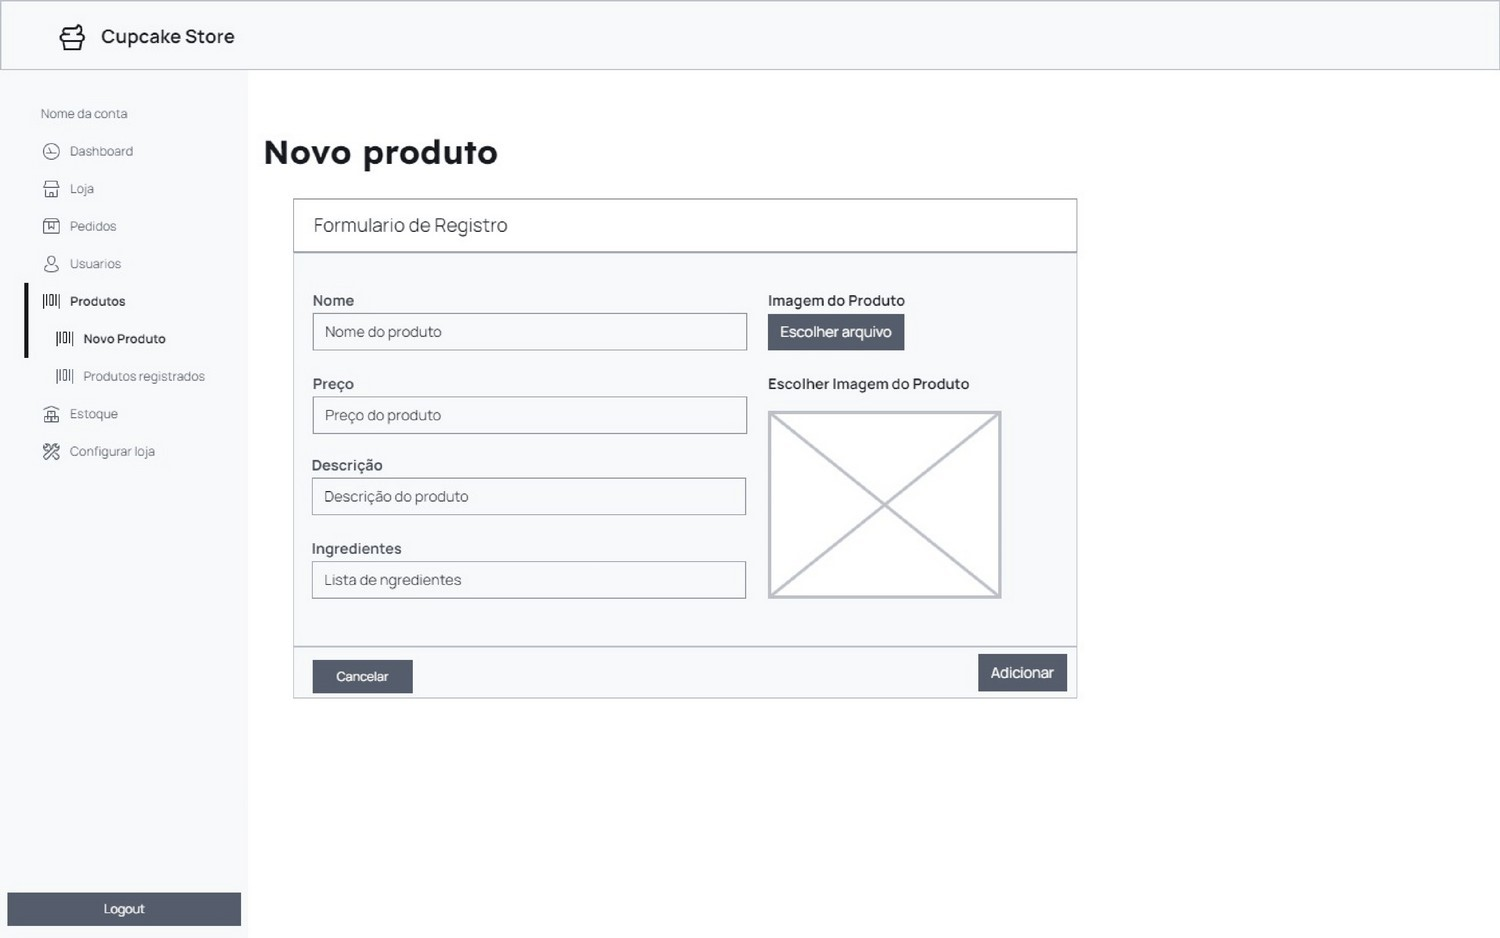 Cupcake Store
Nome da conta
Dashboard
Loja
Pedidos
Usuarios
Produtos
Novo Produto
Produtos registrados
Estoque
Configurar loja
Logout
Novo produto
Formulario de Registro
Nome
Nome do produto
Preço
Preço do produto
Descrição
Descrição do produto
Ingredientes
Lista de ngredientes
Imagem do Produto
Escolher arquivo
Escolher Imagem do Produto
Cancelar
Adicionar